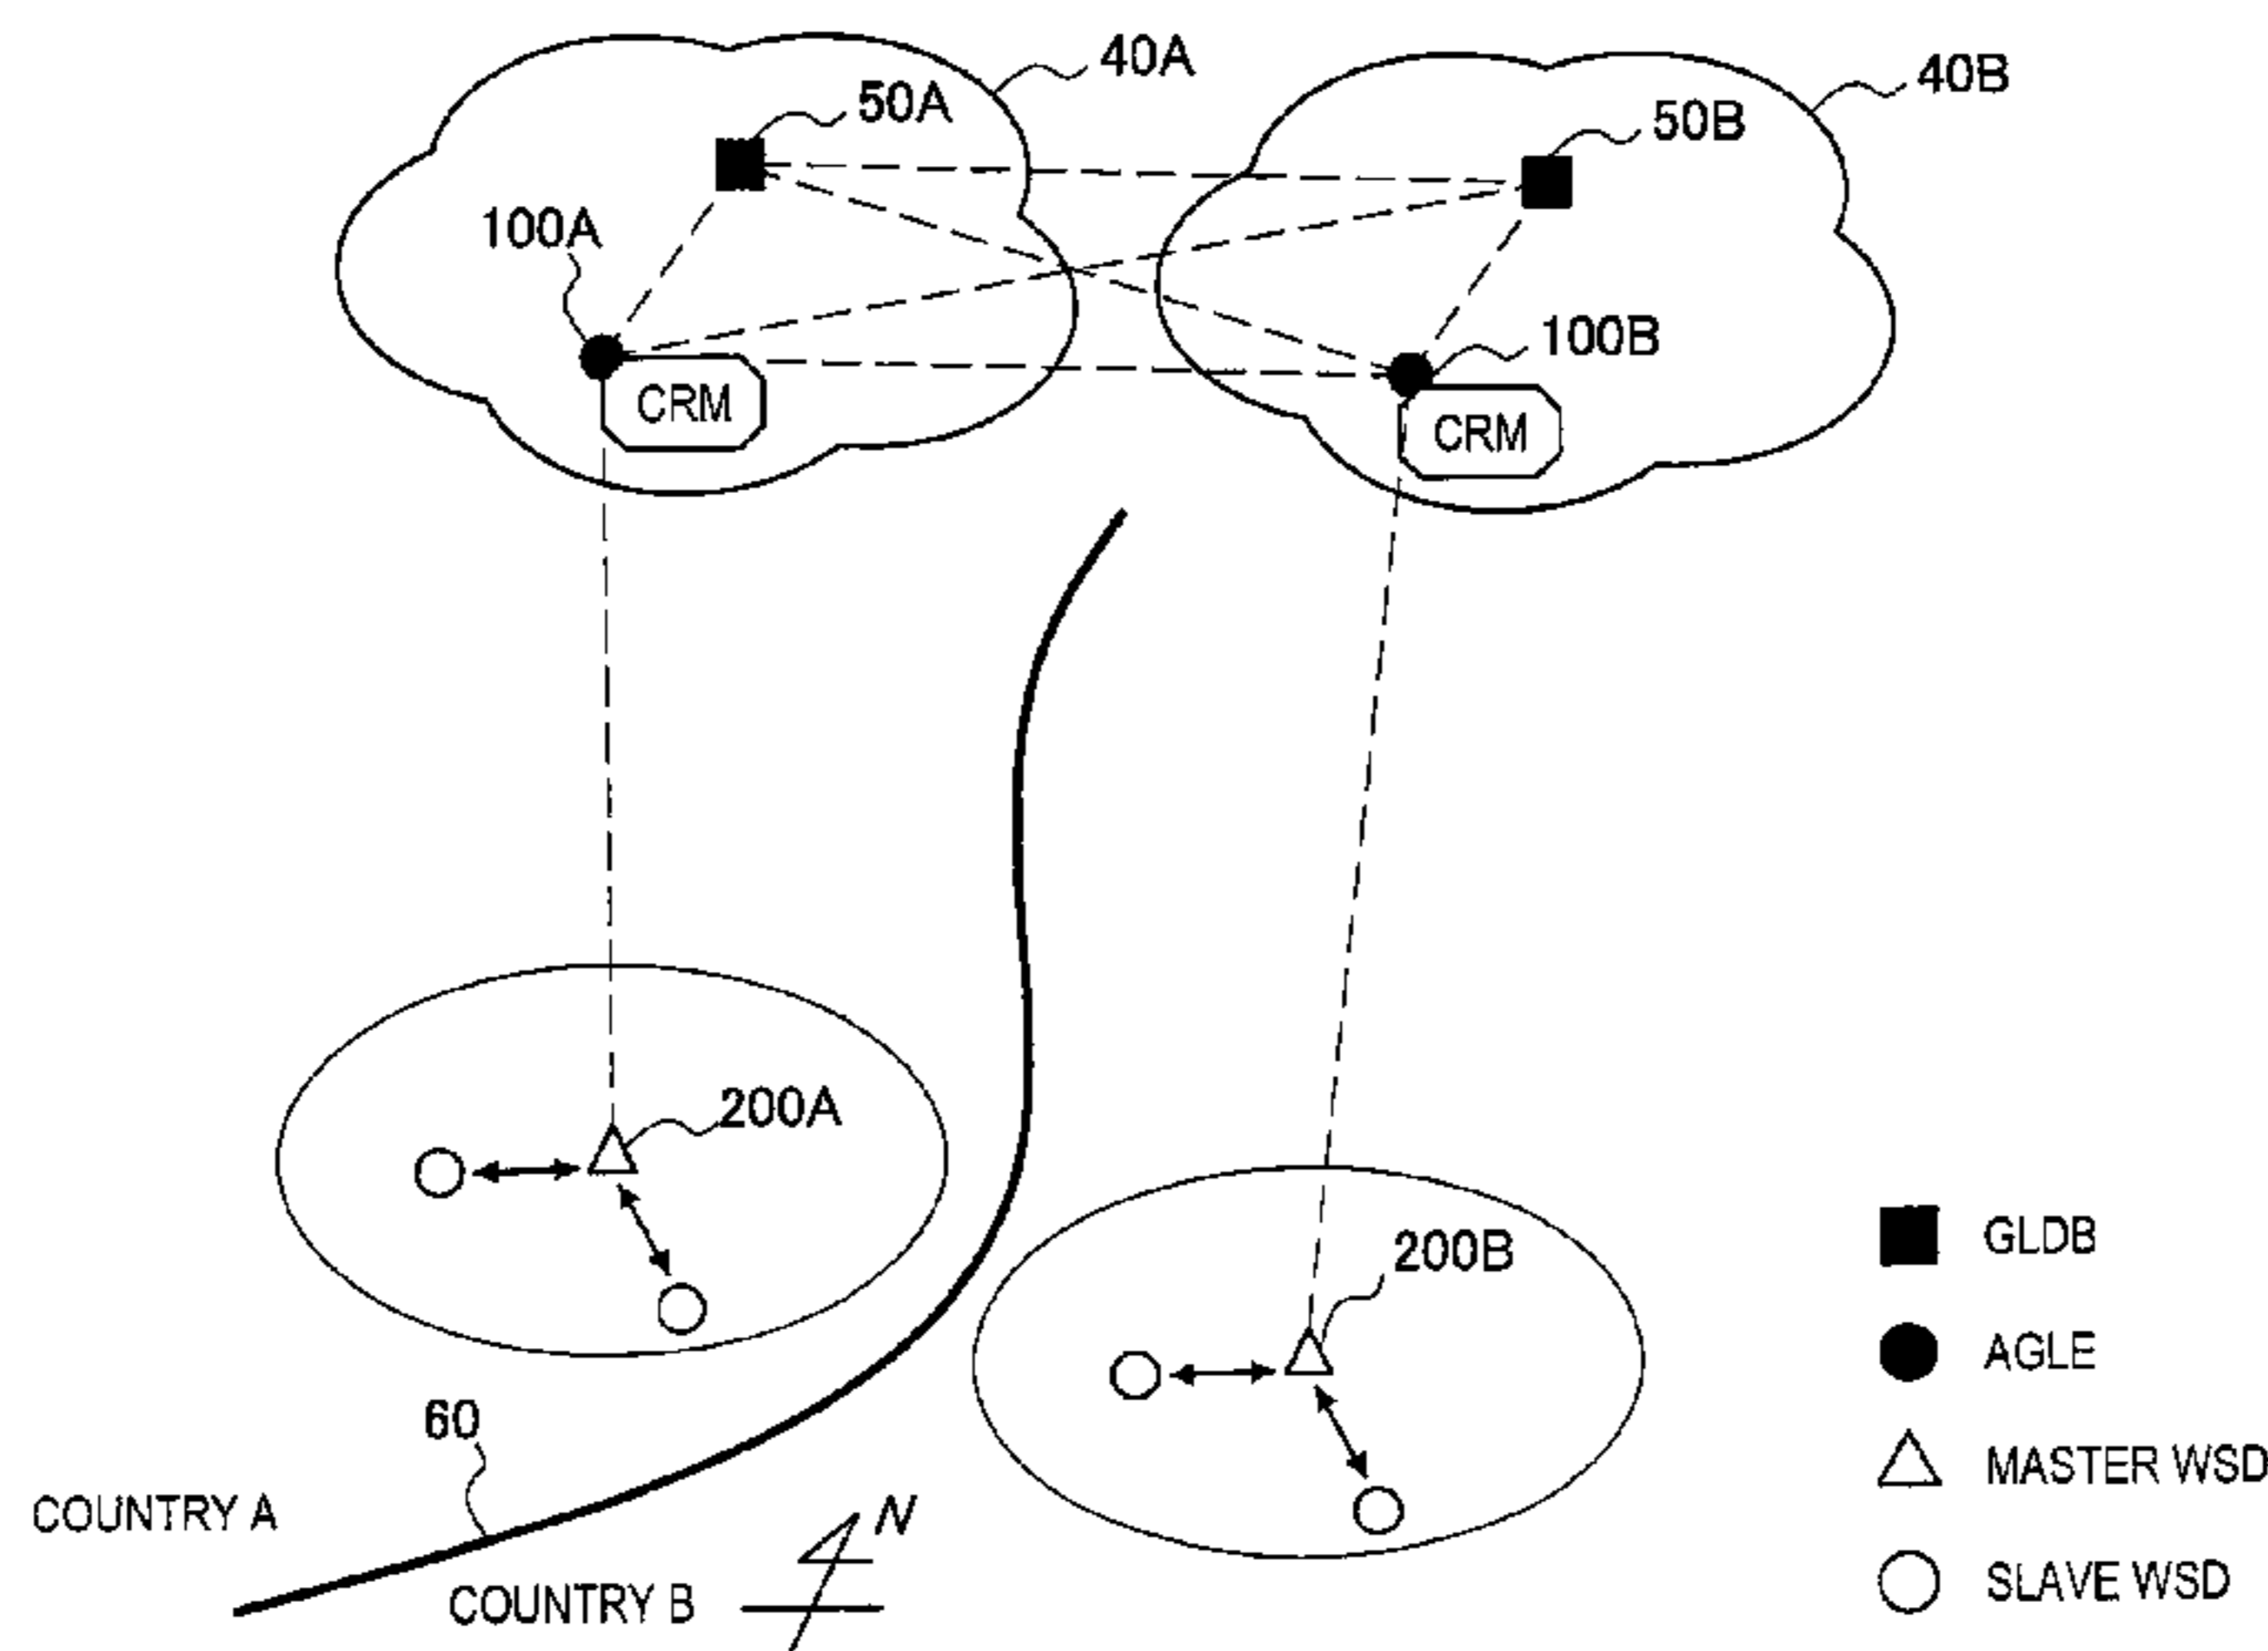 40A
50A
40B
50B
100A
100B
CRM
CRM
200A
200B
GLDB
AGLE
60
MASTER WSD
COUNTRY A
N
COUNTRY B
SLAVE WSD